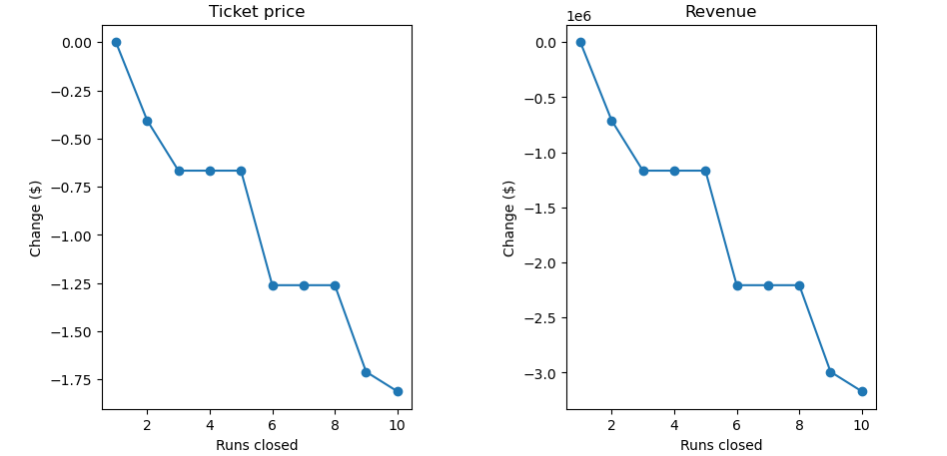 Ticket price
0.00
−0.25
−0.50
−0.75
−1.00
−1.25
−1.50
−1.75
Change ($)
2 4 6 8 10
Runs closed
Revenue
1e6
0.0
−0.5
−1.0
−1.5
−2.0
−2.5
−3.0
Change ($)
2 4 6 8 10
Runs closed